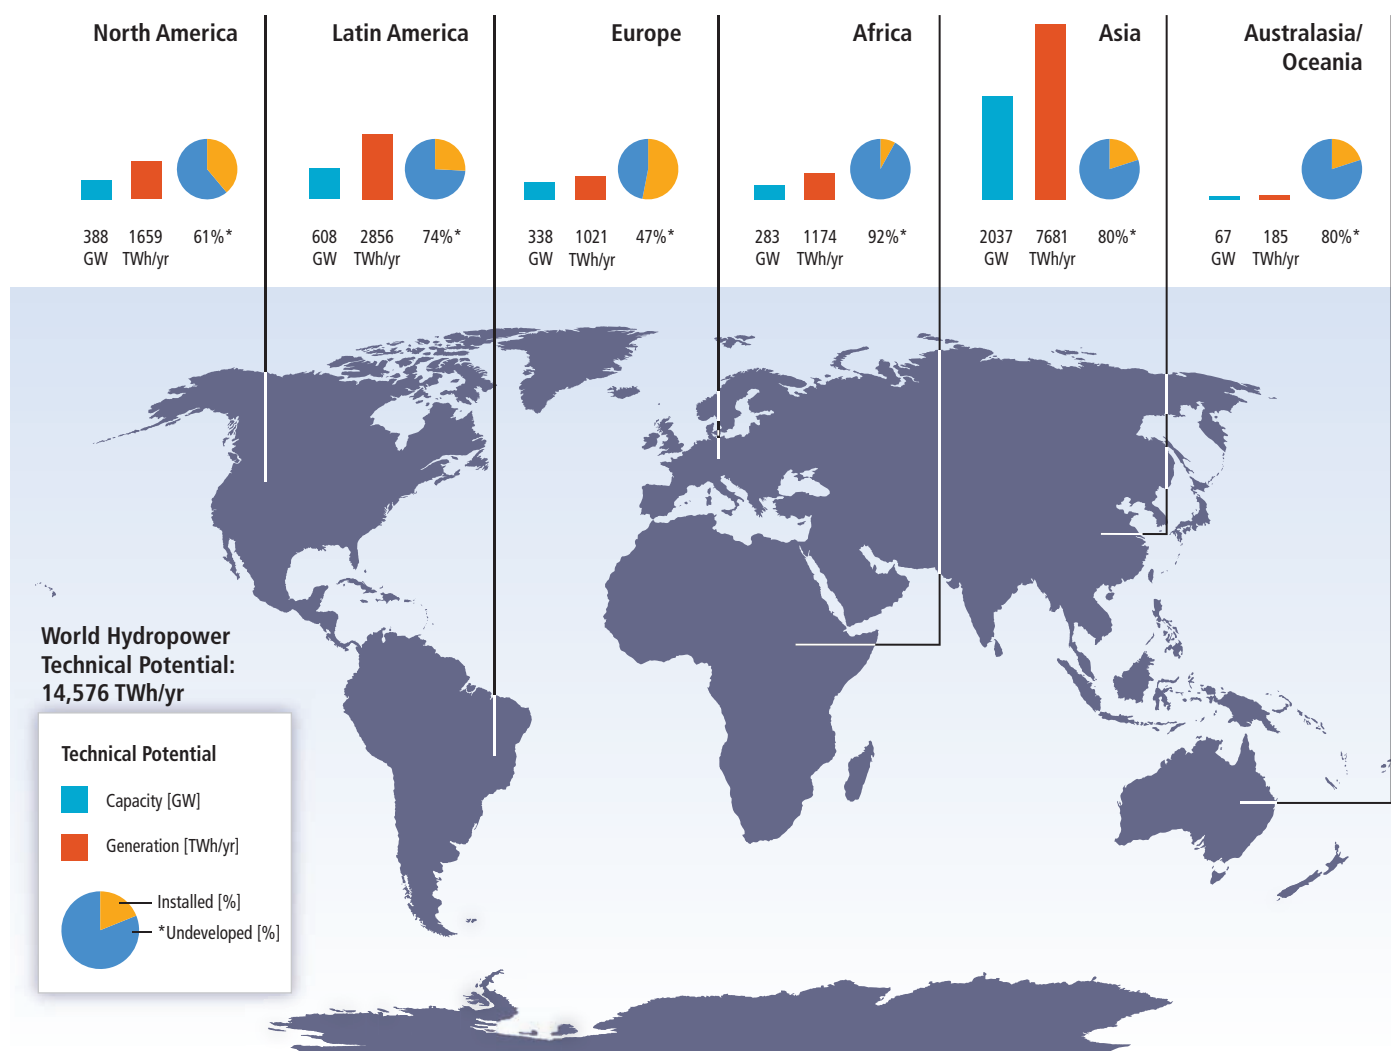 North America
388
GW
1659
TWh/yr
61%*
Latin America
608
GW
2856
TWh/yr
74%*
Europe
338
GW
1021
TWh/yr
47%*
Africa
283
GW
1174
TWh/yr
92%*
Asia
2037
GW
7681
TWh/yr
80%*
Australasia/
Oceania
67
GW
185
TWh/yr
80%*
World Hydropower
Technical Potential:
14,576 TWh/yr
Technical Potential
Capacity [GW]
Generation [TWh/yr]
Installed [%]
*Undeveloped [%]